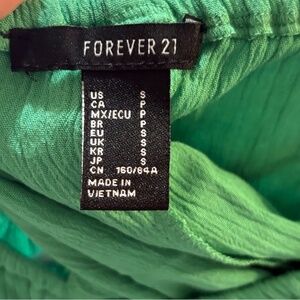 FOREVER 21
US S
CA P
MX/ECU P
BR P
EU S
UK S
KR S
JP S
CN 160/84A
MADE IN
VIETNAM